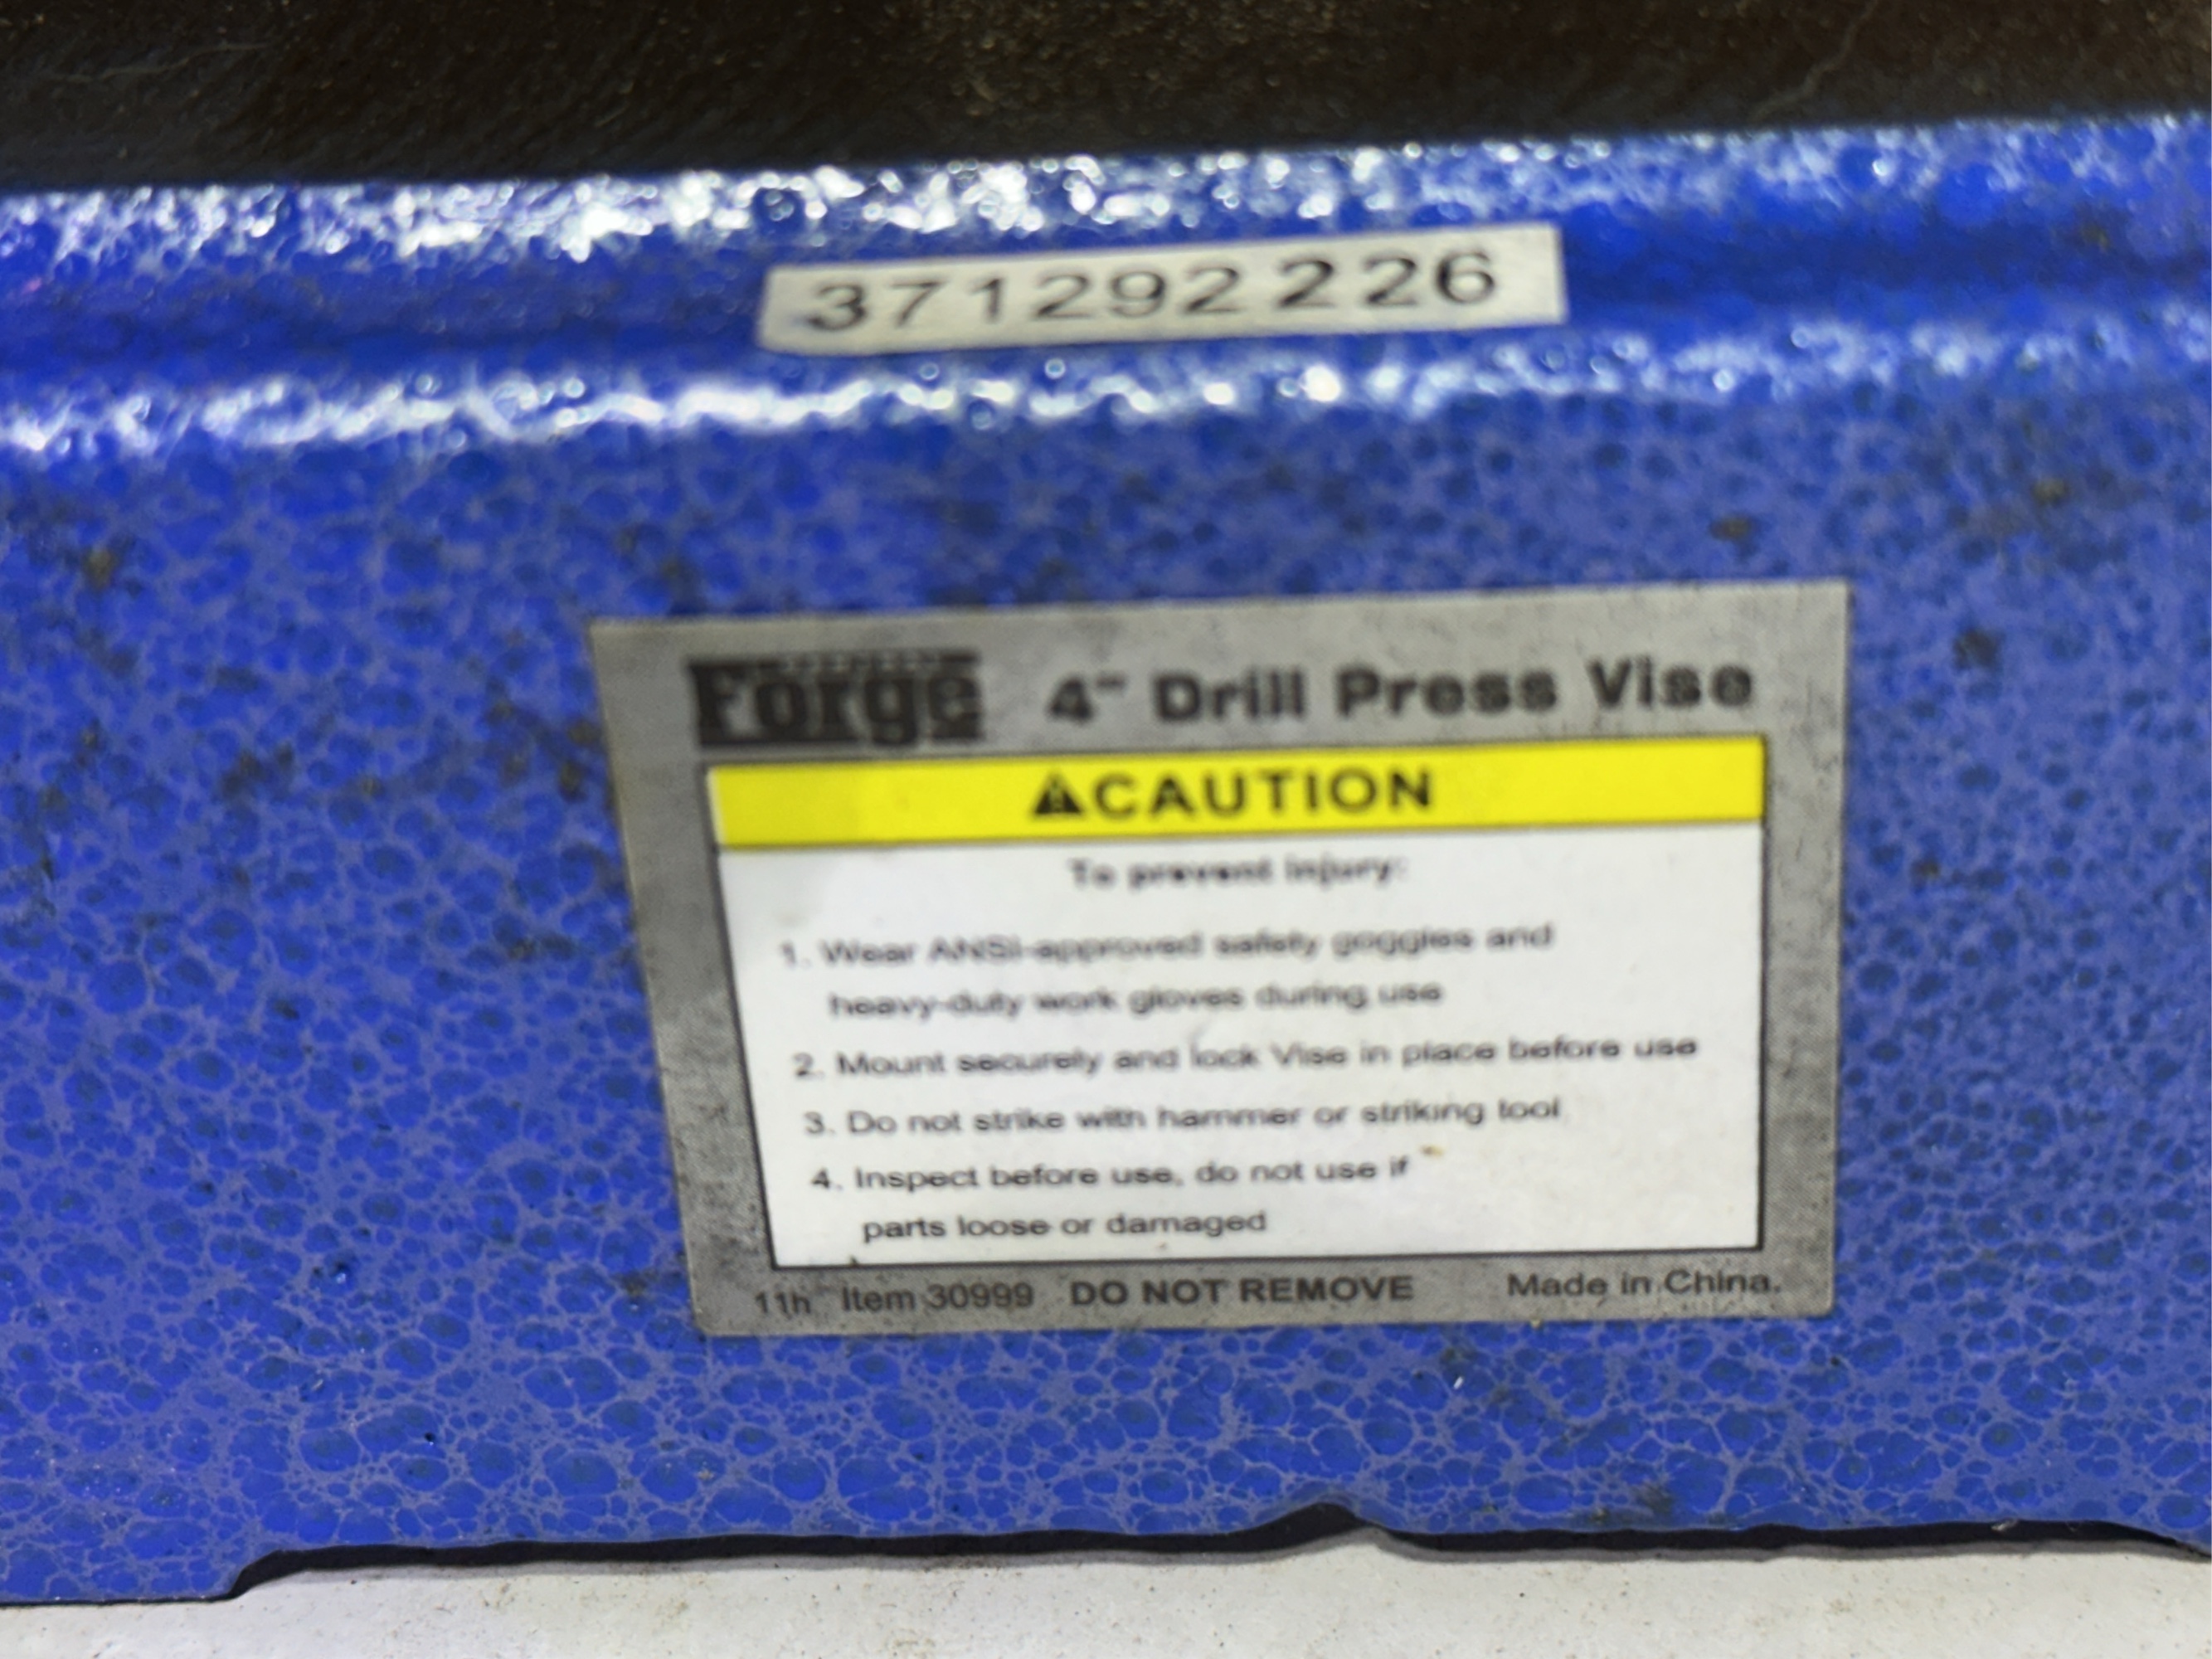 371292226
Forge 4" Drill Press Vise
CAUTION
To prevent injury:
1. Wear ANSI-approved safety goggles and
heavy-duty work gloves during use
2. Mount securely and lock Vise in place before use
3. Do not strike with hammer or striking tool
4. Inspect before use, do not use if
parts loose or damaged
11h Item 30999 DO NOT REMOVE Made in China.